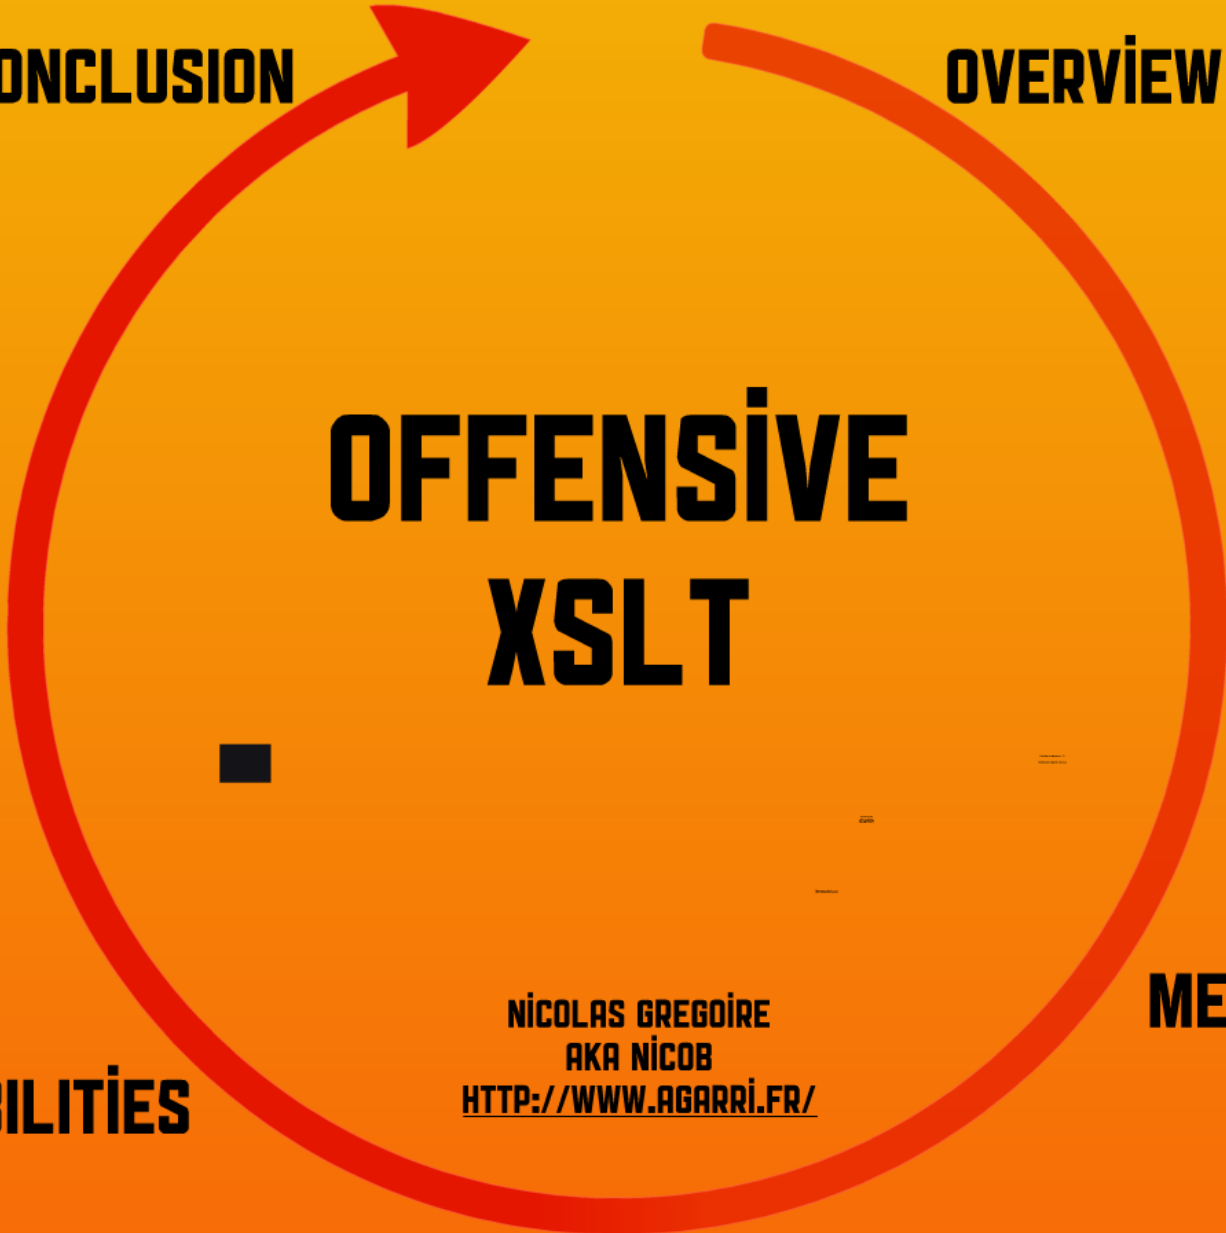 ONCLUSION
OVERVİEW
OFFENSİVE
XSLT
NİCOLAS GREGOİRE
AKA NİCOB
HTTP://WWW.AGARRİ.FR/
ME
BILITİES